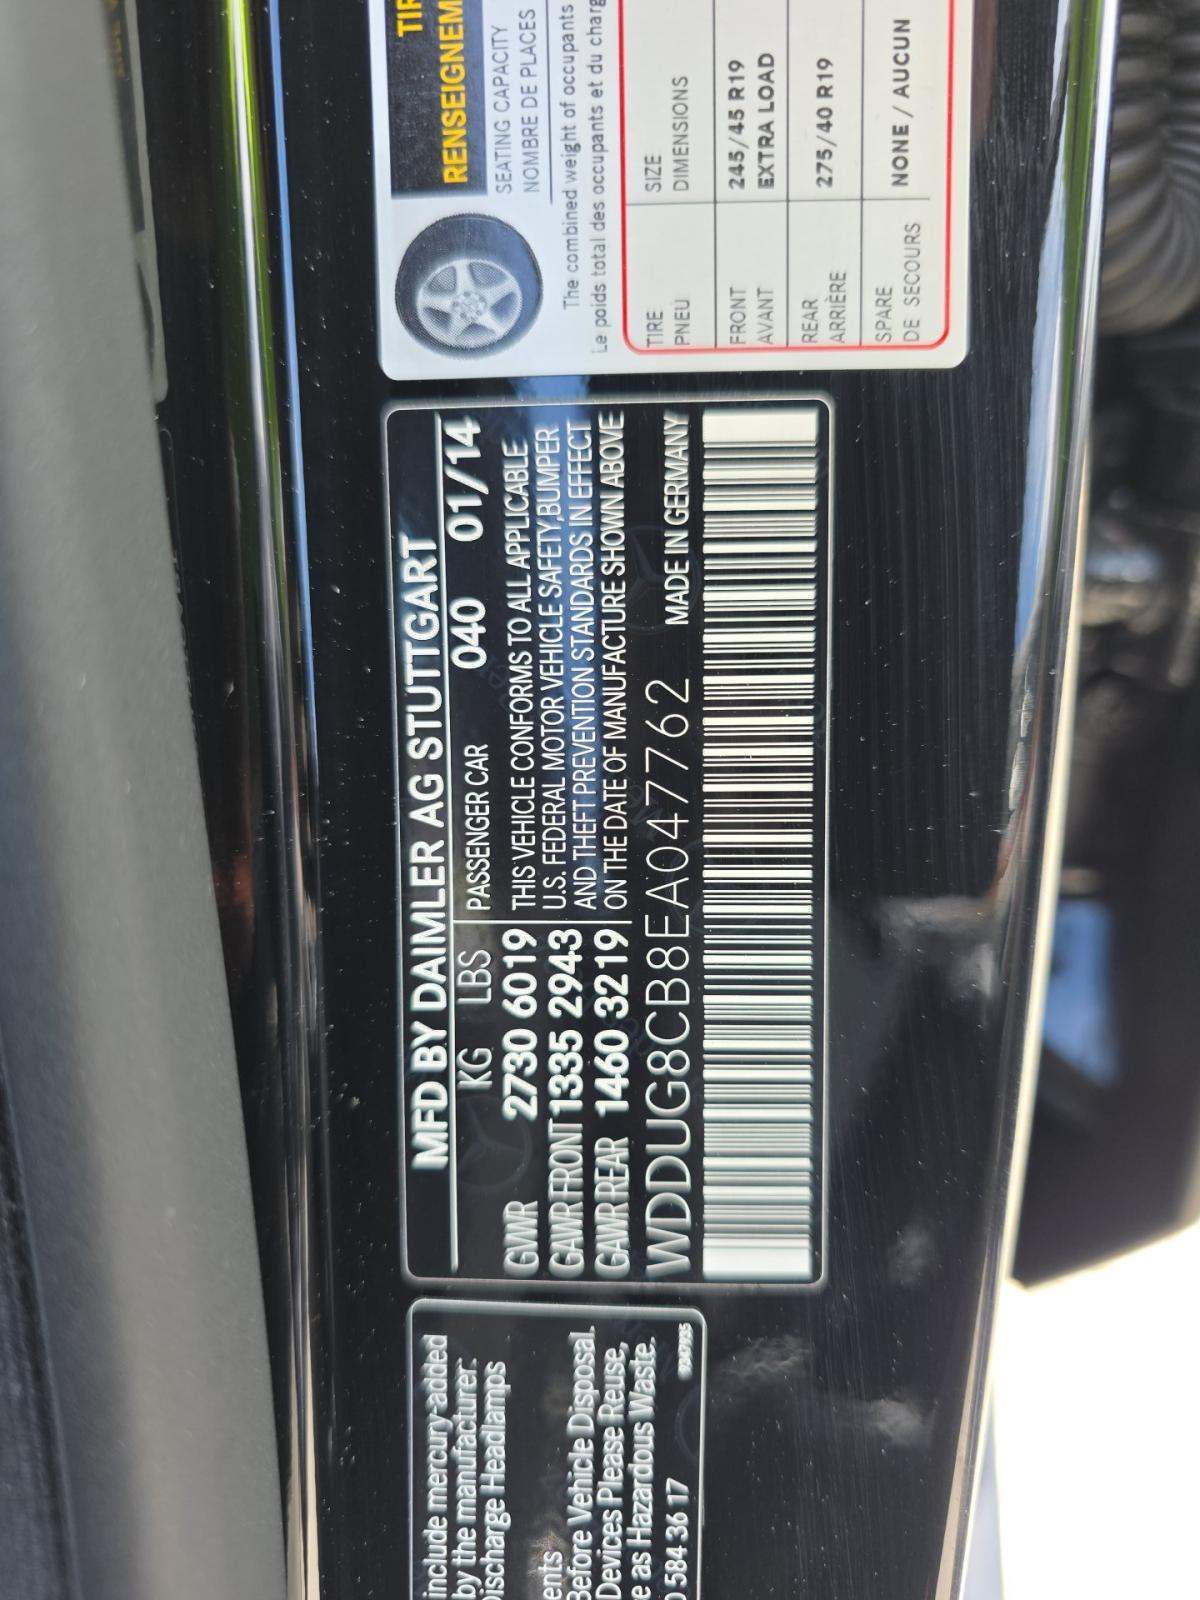 include mercury-added
by the manufacturer.
Discharge Headlamps
ents
Before Vehicle Disposal.
Devices Please Reuse,
e as Hazardous Waste.
0 584 36 17
MFD BY DAIMLER AG STUTTGART
KG LBS PASSENGER CAR 040 01/14
GVWR 2730 6019 THIS VEHICLE CONFORMS TO ALL APPLICABLE
GAWR FRONT 1335 2943 U.S. FEDERAL MOTOR VEHICLE SAFETY,BUMPER
GAWR REAR 1460 3219 AND THEFT PREVENTION STANDARDS IN EFFECT
ON THE DATE OF MANUFACTURE SHOWN ABOVE
WDDUG8CB8EA047762 MADE IN GERMANY
TIR
RENSEIGNEM
SEATING CAPACITY
NOMBRE DE PLACES
The combined weight of occupants
Le poids total des occupants et du charg
TIRE SIZE
PNEU DIMENSIONS
FRONT 245/45 R19
AVANT EXTRA LOAD
REAR 275/40 R19
ARRIÈRE
SPARE NONE / AUCUN
DE SECOURS